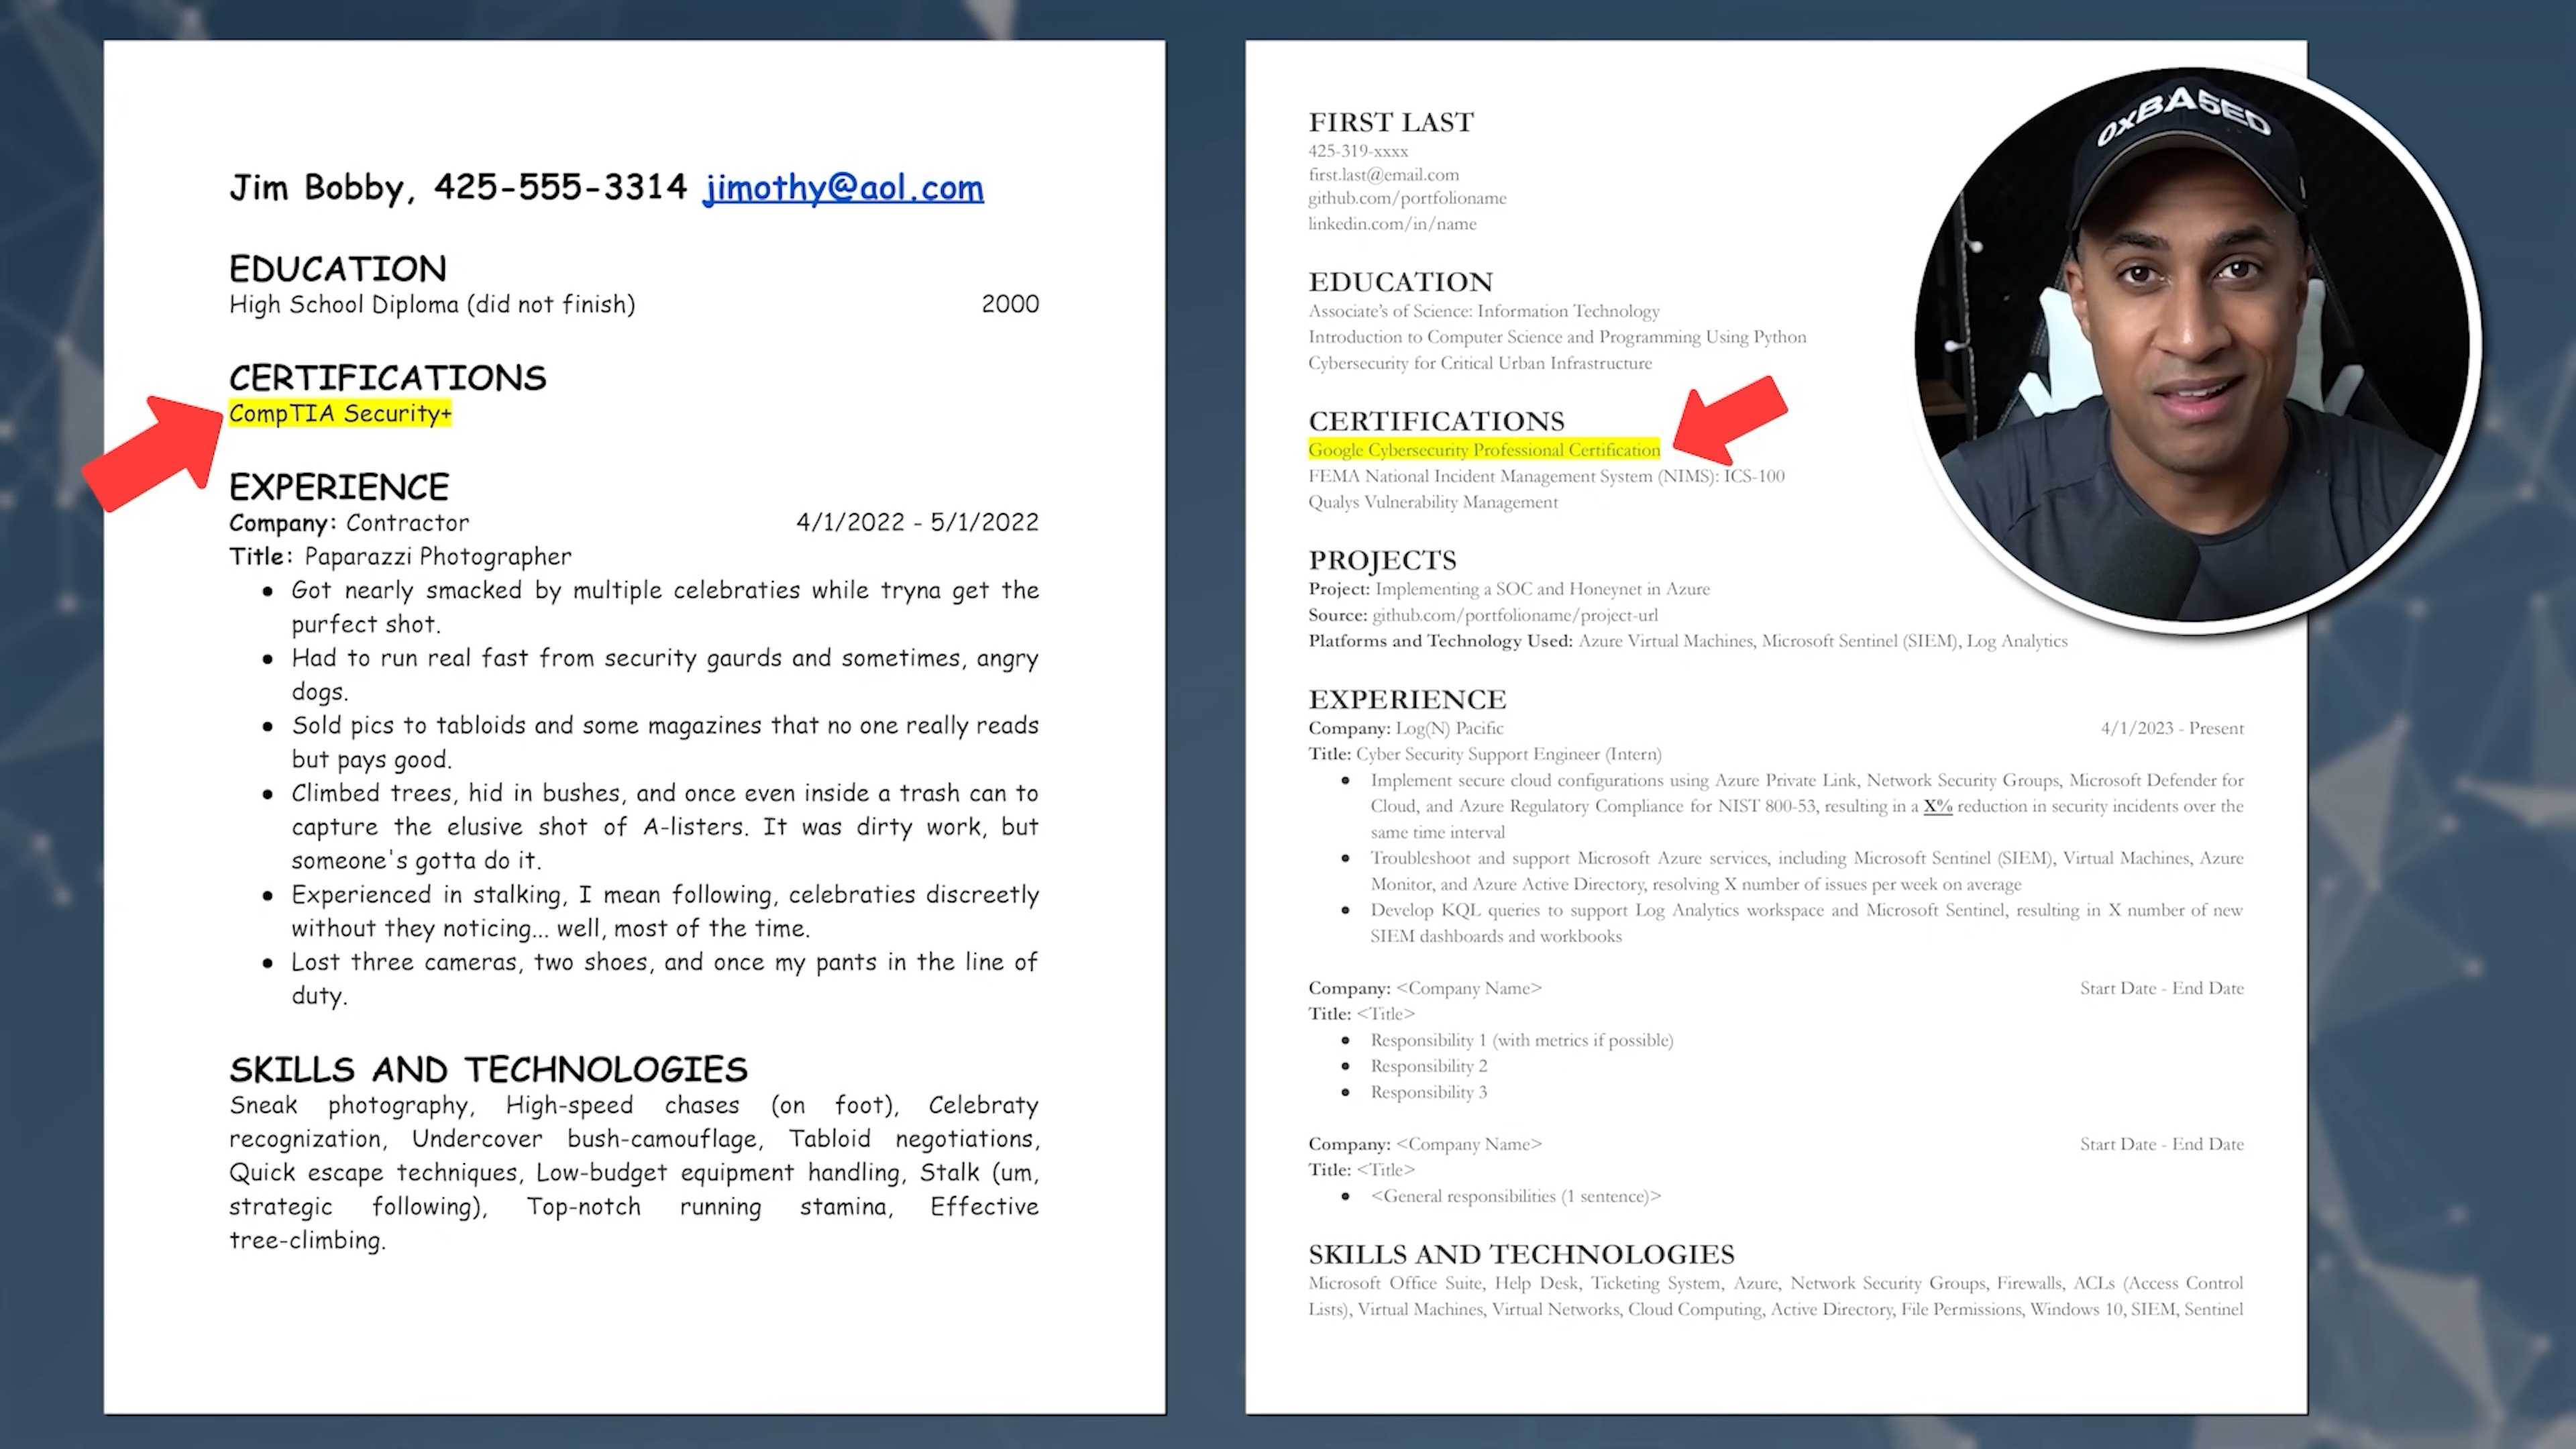 Jim Bobby, 425-555-3314 jimothy@aol.com
EDUCATION
High School Diploma (did not finish) 2000
CERTIFICATIONS
CompTIA Security+
EXPERIENCE
Company: Contractor 4/1/2022 - 5/1/2022
Title: Paparazzi Photographer
● Got nearly smacked by multiple celebraties while tryna get the
purfect shot.
● Had to run real fast from security gaurds and sometimes, angry
dogs.
● Sold pics to tabloids and some magazines that no one really reads
but pays good.
● Climbed trees, hid in bushes, and once even inside a trash can to
capture the elusive shot of A-listers. It was dirty work, but
someone's gotta do it.
● Experienced in stalking, I mean following, celebraties discreetly
without they noticing... well, most of the time.
● Lost three cameras, two shoes, and once my pants in the line of
duty.
SKILLS AND TECHNOLOGIES
Sneak photography, High-speed chases (on foot), Celebraty
recognization, Undercover bush-camouflage, Tabloid negotiations,
Quick escape techniques, Low-budget equipment handling, Stalk (um,
strategic following), Top-notch running stamina, Effective
tree-climbing.
FIRST LAST
425-319-xxxx
first.last@email.com
github.com/portfolioname
linkedin.com/in/name
EDUCATION
Associate's of Science: Information Technology
Introduction to Computer Science and Programming Using Python
Cybersecurity for Critical Urban Infrastructure
CERTIFICATIONS
Google Cybersecurity Professional Certification
FEMA National Incident Management System (NIMS): ICS-100
Qualys Vulnerability Management
PROJECTS
Project: Implementing a SOC and Honeynet in Azure
Source: github.com/portfolioname/project-url
Platforms and Technology Used: Azure Virtual Machines, Microsoft Sentinel (SIEM), Log Analytics
EXPERIENCE
Company: Log(N) Pacific 4/1/2023 - Present
Title: Cyber Security Support Engineer (Intern)
● Implement secure cloud configurations using Azure Private Link, Network Security Groups, Microsoft Defender for
Cloud, and Azure Regulatory Compliance for NIST 800-53, resulting in a X% reduction in security incidents over the
same time interval
● Troubleshoot and support Microsoft Azure services, including Microsoft Sentinel (SIEM), Virtual Machines, Azure
Monitor, and Azure Active Directory, resolving X number of issues per week on average
● Develop KQL queries to support Log Analytics workspace and Microsoft Sentinel, resulting in X number of new
SIEM dashboards and workbooks
Company: <Company Name> Start Date - End Date
Title: <Title>
● Responsibility 1 (with metrics if possible)
● Responsibility 2
● Responsibility 3
Company: <Company Name> Start Date - End Date
Title: <Title>
● <General responsibilities (1 sentence)>
SKILLS AND TECHNOLOGIES
Microsoft Office Suite, Help Desk, Ticketing System, Azure, Network Security Groups, Firewalls, ACLs (Access Control
Lists), Virtual Machines, Virtual Networks, Cloud Computing, Active Directory, File Permissions, Windows 10, SIEM, Sentinel
0xBA5ED